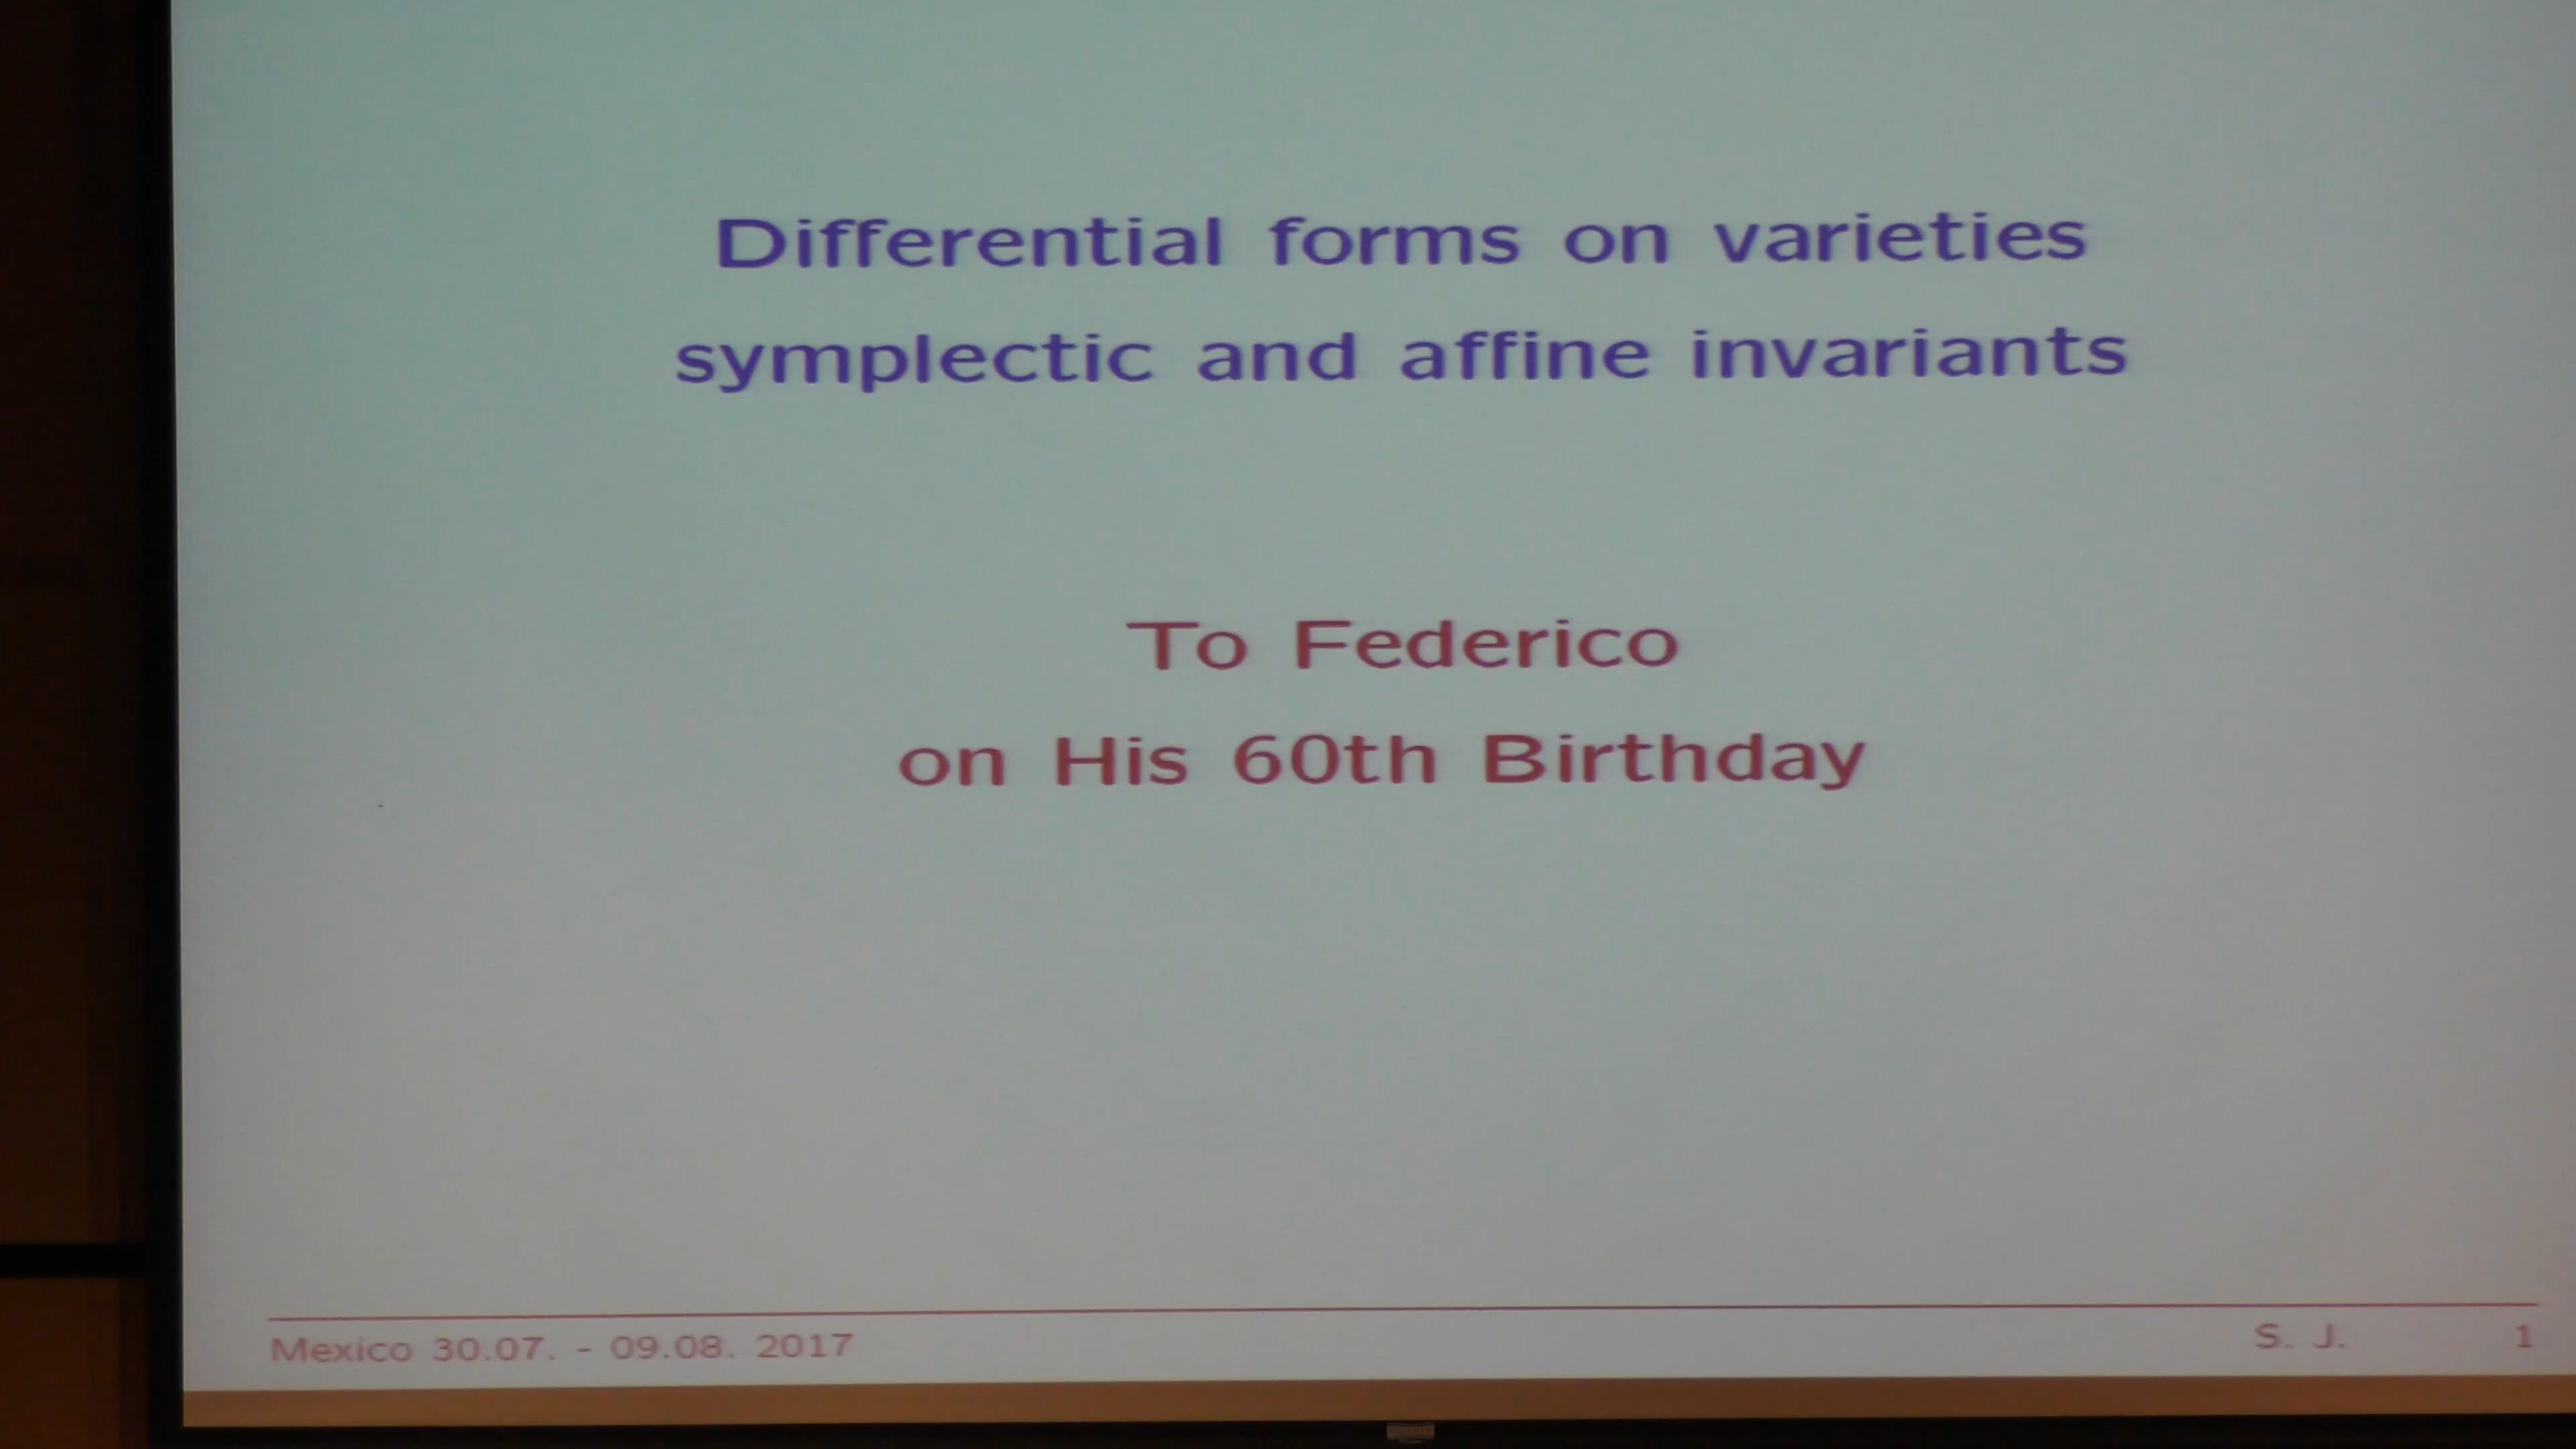 Differential forms on varieties
symplectic and affine invariants
To Federico
on His 60th Birthday
Mexico 30.07. - 09.08. 2017 S. J. 1